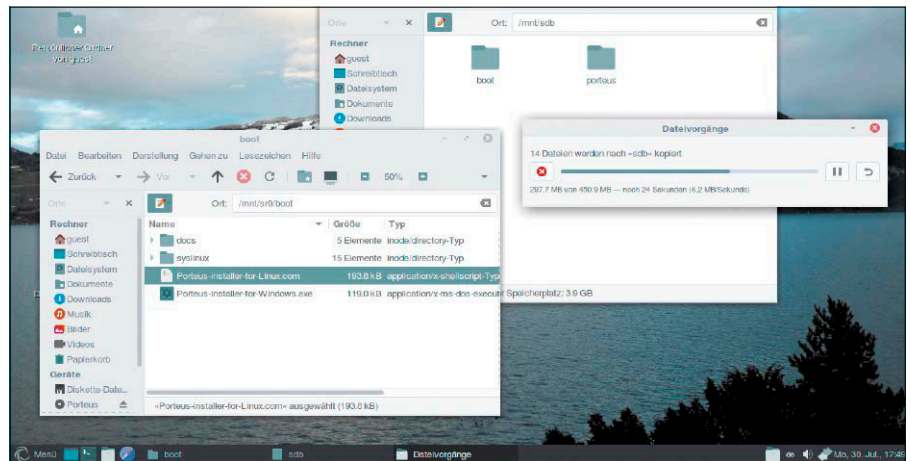 Persönlicher Ordner
von guest
Orte
Ort: /mnt/sdb
Rechner
guest
Schreibtisch
Dateisystem
Dokumente
Downloads
boot
porteus
Speicherplatz: 3.9 GB
Dateivorgänge
14 Dateien werden nach »sdb« kopiert
287.7 MB von 450.9 MB — noch 24 Sekunden (6.2 MB/Sekunde)
boot
Datei Bearbeiten Darstellung Gehen zu Lesezeichen Hilfe
Zurück Vor 50%
Orte
Ort: /mnt/sr0/boot
Rechner
guest
Schreibtisch
Dateisystem
Dokumente
Downloads
Musik
Bilder
Videos
Papierkorb
Geräte
Diskette-Date...
Porteus
Name Größe Typ
docs 5 Elemente inode/directory-Typ
syslinux 15 Elemente inode/directory-Typ
Porteus-installer-for-Linux.com 193.6 kB application/x-shellscript-Typ
Porteus-installer-for-Windows.exe 119.0 kB application/x-ms-dos-execut
»Porteus-installer-for-Linux.com« ausgewählt (193.6 kB)
Menü boot sdb Dateivorgänge de Mo, 30. Jul., 17:49